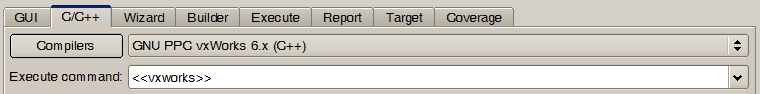 GUI C/C++ Wizard Builder Execute Report Target Coverage
Compilers GNU PPC vxWorks 6.x (C++)
Execute command: <<vxworks>>